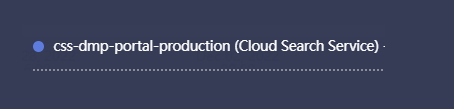 css-dmp-portal-production (Cloud Search Service) -